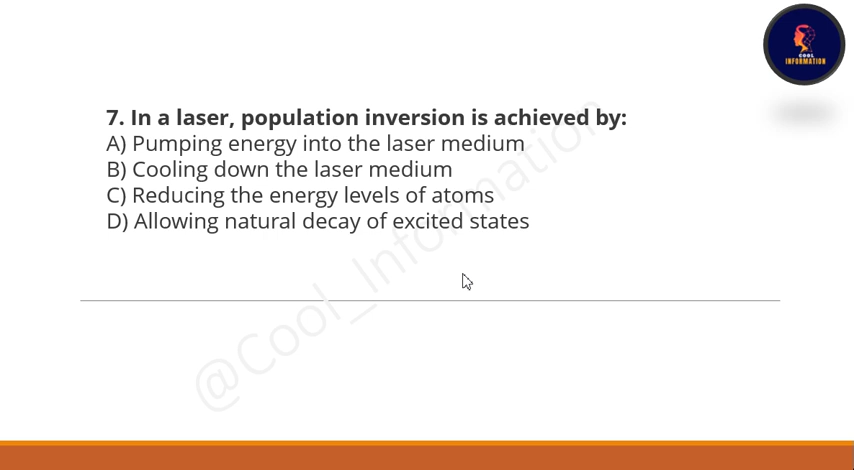 COOL
INFORMATION
7. In a laser, population inversion is achieved by:
A) Pumping energy into the laser medium
B) Cooling down the laser medium
C) Reducing the energy levels of atoms
D) Allowing natural decay of excited states
@Cool_Information